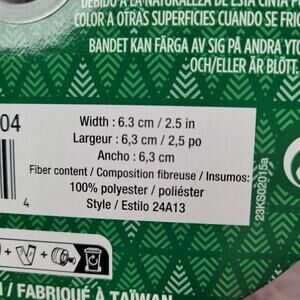 DEBIDO A LA NATURALEZA DE ESTA CINTA
COLOR A OTRAS SUPERFICIES CUANDO SE
BANDET KAN FÄRGA AV SIG PÅ ANDRA
OCH/ELLER ÄR BLÖTT.
04
Width : 6.3 cm / 2.5 in
Largeur : 6,3 cm / 2,5 po
Ancho : 6,3 cm
Fiber content / Composition fibreuse / Insumos:
100% polyester / poliéster
Style / Estilo 24A13
4
23KS02015a
/ FABRIQUÉ À TAÏWAN